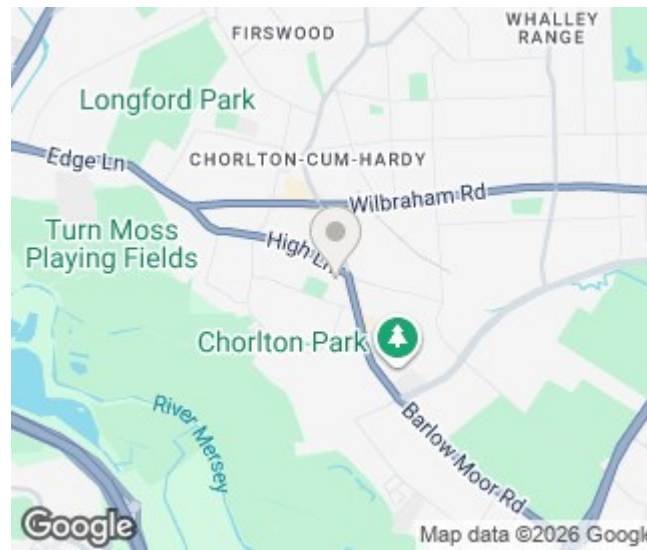 FIRSWOOD
WHALLEY
RANGE
Longford Park
Edge Ln
CHORLTON-CUM-HARDY
Wilbraham Rd
Turn Moss
Playing Fields
High Ln
Chorlton Park
River Mersey
Barlow Moor Rd
Google
Map data ©2026 Google